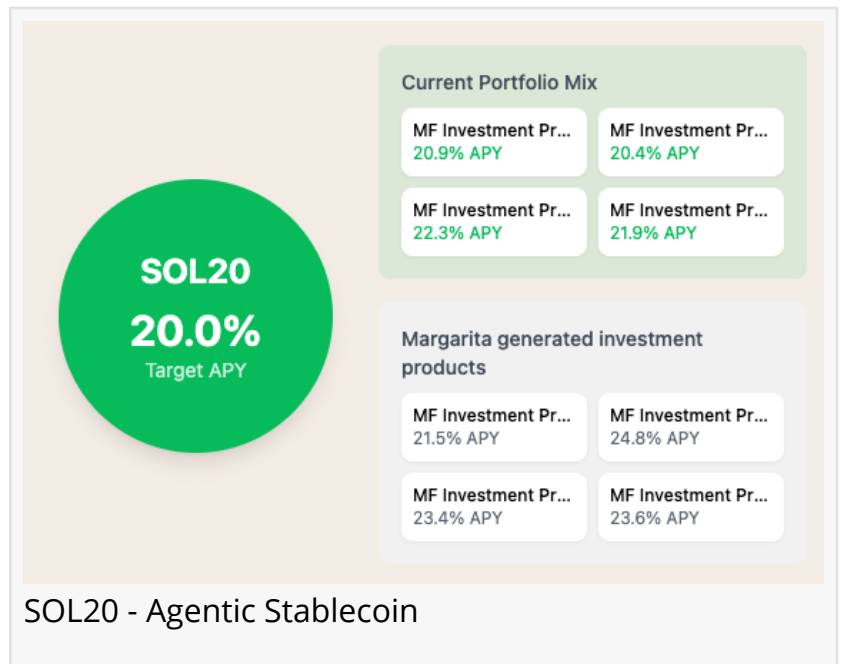 SOL20
20.0%
Target APY
Current Portfolio Mix
MF Investment Pr...
20.9% APY
MF Investment Pr...
20.4% APY
MF Investment Pr...
22.3% APY
MF Investment Pr...
21.9% APY
Margarita generated investment
products
MF Investment Pr...
21.5% APY
MF Investment Pr...
24.8% APY
MF Investment Pr...
23.4% APY
MF Investment Pr...
23.6% APY
SOL20 - Agentic Stablecoin